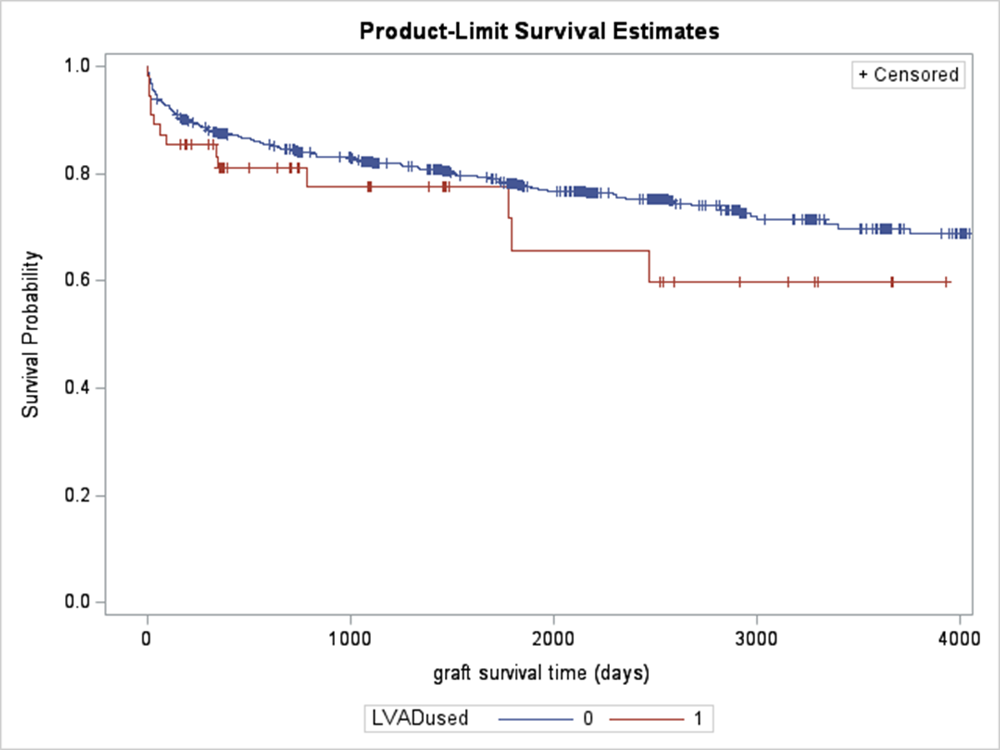 Product-Limit Survival Estimates
+ Censored
1.0
0.8
0.6
0.4
0.2
0.0
Survival Probability
0 1000 2000 3000 4000
graft survival time (days)
LVADused 0 1